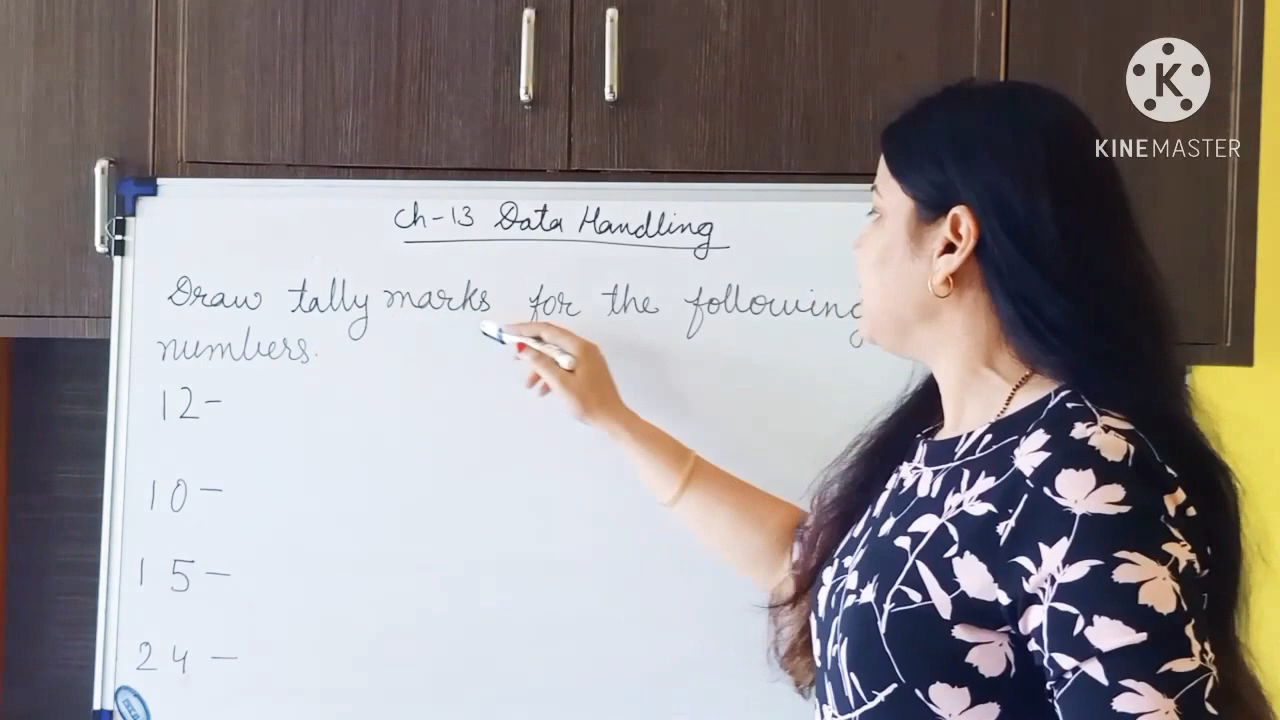 K
KINEMASTER
Ch-13 Data Handling
Draw tally marks for the following
numbers.
12-
10-
15-
24-